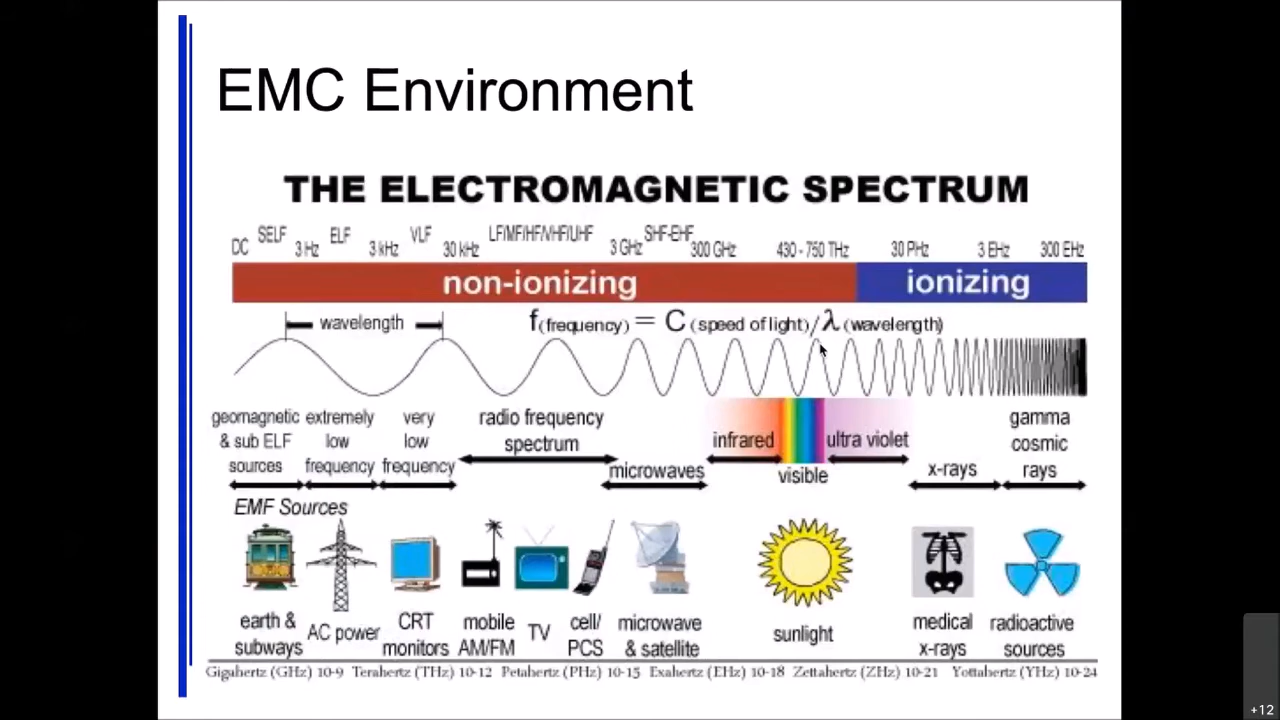 EMC Environment
THE ELECTROMAGNETIC SPECTRUM
DC SELF 3 Hz ELF 3 kHz VLF 30 kHz LF/MF/HF/VHF/UHF 3 GHz SHF-EHF 300 GHz 430 - 750 THz 30 PHz 3 EHz 300 EHz
non-ionizing ionizing
wavelength f(frequency) = C (speed of light)/λ(wavelength)
geomagnetic & sub ELF sources
extremely low frequency
very low frequency
radio frequency spectrum
microwaves
infrared
visible
ultra violet
x-rays
gamma cosmic rays
EMF Sources
earth & subways
AC power
CRT monitors
mobile AM/FM
TV
cell/ PCS
microwave & satellite
sunlight
medical x-rays
radioactive sources
Gigahertz (GHz) 10-9 Terahertz (THz) 10-12 Petahertz (PHz) 10-15 Exahertz (EHz) 10-18 Zettahertz (ZHz) 10-21 Yottahertz (YHz) 10-24
+12